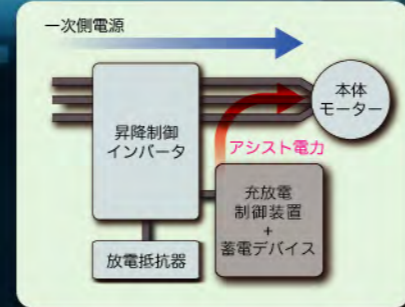 一次側電源
本体
モーター
昇降制御
インバータ
アシスト電力
充放電
制御装置
+
蓄電デバイス
放電抵抗器